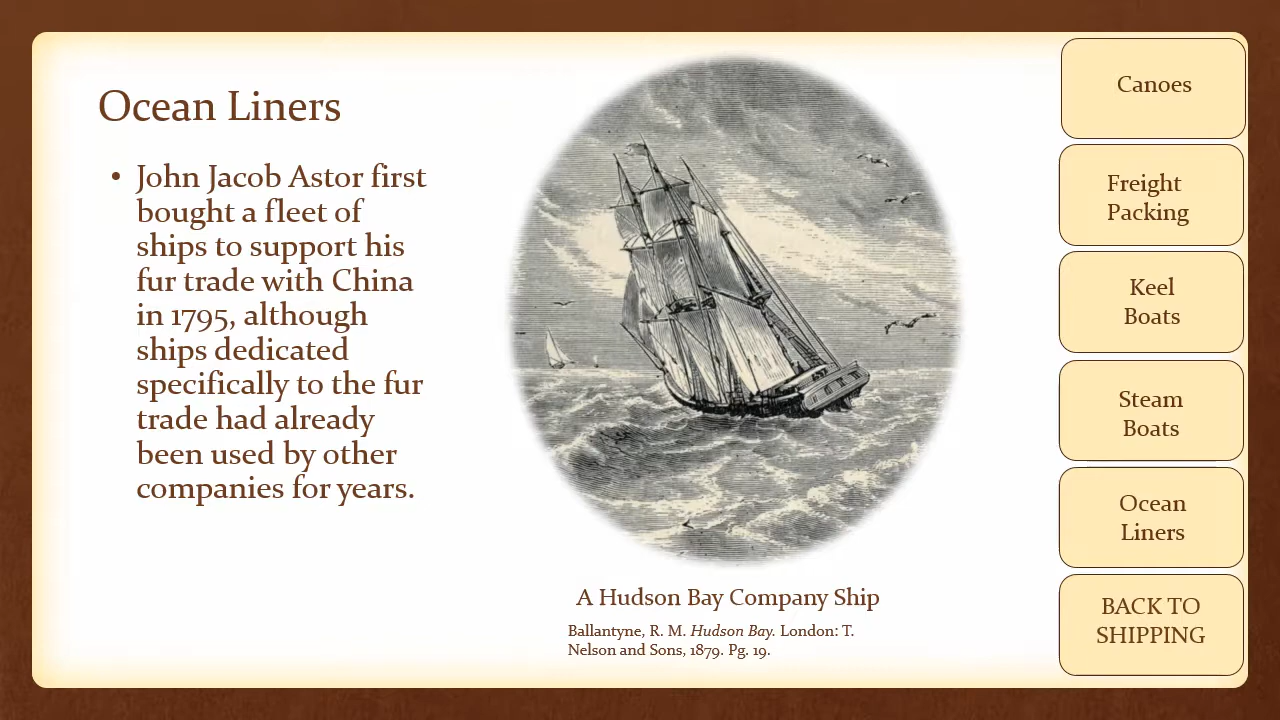 Ocean Liners
• John Jacob Astor first
bought a fleet of
ships to support his
fur trade with China
in 1795, although
ships dedicated
specifically to the fur
trade had already
been used by other
companies for years.
A Hudson Bay Company Ship
Ballantyne, R. M. Hudson Bay. London: T.
Nelson and Sons, 1879. Pg. 19.
Canoes
Freight
Packing
Keel
Boats
Steam
Boats
Ocean
Liners
BACK TO
SHIPPING